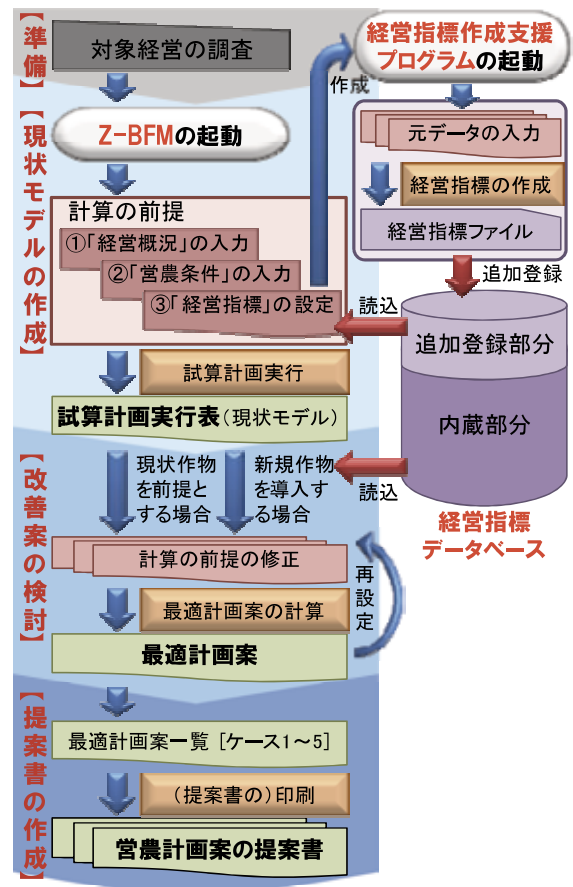 【準備】
対象経営の調査
【現状モデルの作成】
Z-BFMの起動
計算の前提
①「経営概況」の入力
②「営農条件」の入力
③「経営指標」の設定
作成
経営指標作成支援
プログラムの起動
元データの入力
経営指標の作成
経営指標ファイル
追加登録
読込
追加登録部分
内蔵部分
経営指標
データベース
試算計画実行
試算計画実行表(現状モデル)
【改善案の検討】
現状作物
を前提と
する場合
新規作物
を導入す
る場合
読込
計算の前提の修正
最適計画案の計算
再設定
最適計画案
【提案書の作成】
最適計画案一覧 [ケース1～5]
(提案書の)印刷
営農計画案の提案書